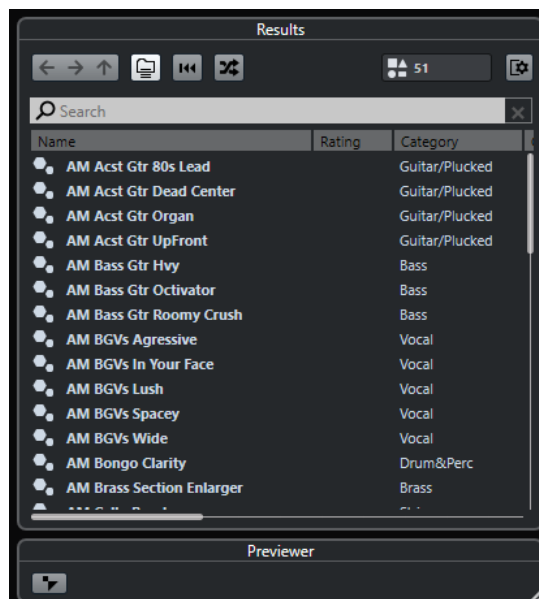 Results
51
Search
Name Rating Category
AM Acst Gtr 80s Lead Guitar/Plucked
AM Acst Gtr Dead Center Guitar/Plucked
AM Acst Gtr Organ Guitar/Plucked
AM Acst Gtr UpFront Guitar/Plucked
AM Bass Gtr Hvy Bass
AM Bass Gtr Octivator Bass
AM Bass Gtr Roomy Crush Bass
AM BGVs Agressive Vocal
AM BGVs In Your Face Vocal
AM BGVs Lush Vocal
AM BGVs Spacey Vocal
AM BGVs Wide Vocal
AM Bongo Clarity Drum&Perc
AM Brass Section Enlarger Brass
Previewer